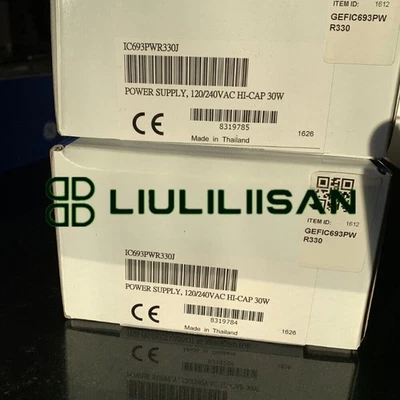 ITEM ID: 1612
GEFIC693PW
R330
IC693PWR330J
POWER SUPPLY, 120/240VAC HI-CAP 30W
CE
8319785
Made in Thailand
1626
LIULILIISAN
ITEM ID: 1612
GEFIC693PW
R330
IC693PWR330J
POWER SUPPLY, 120/240VAC HI-CAP 30W
CE
8319784
Made in Thailand
1626